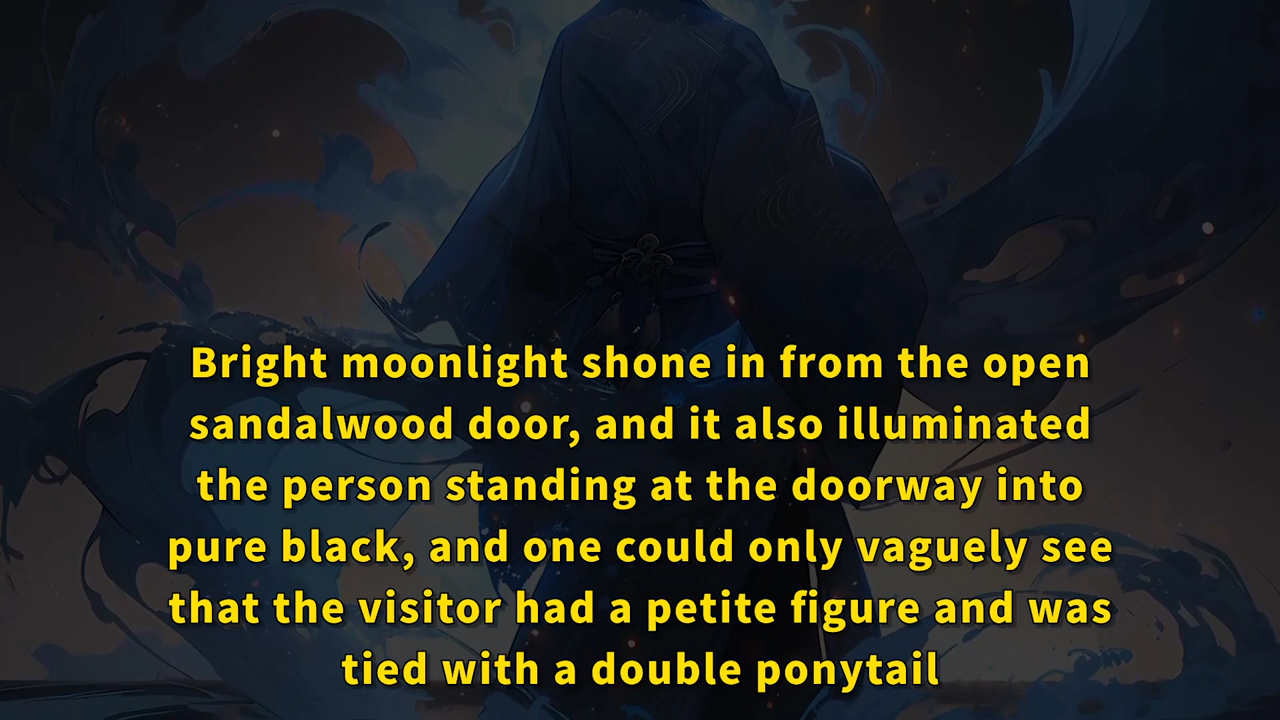 Bright moonlight shone in from the open
sandalwood door, and it also illuminated
the person standing at the doorway into
pure black, and one could only vaguely see
that the visitor had a petite figure and was
tied with a double ponytail